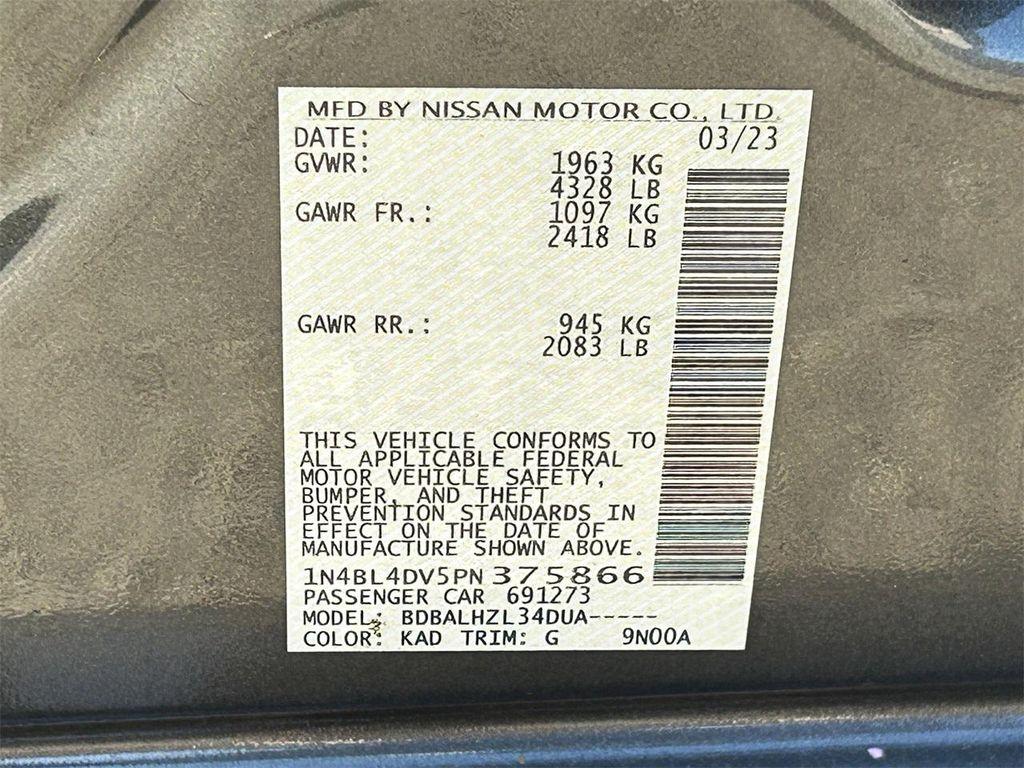 MFD BY NISSAN MOTOR CO., LTD.
DATE: 03/23
GVWR: 1963 KG
4328 LB
GAWR FR.: 1097 KG
2418 LB
GAWR RR.: 945 KG
2083 LB
THIS VEHICLE CONFORMS TO
ALL APPLICABLE FEDERAL
MOTOR VEHICLE SAFETY,
BUMPER, AND THEFT
PREVENTION STANDARDS IN
EFFECT ON THE DATE OF
MANUFACTURE SHOWN ABOVE.
1N4BL4DV5PN375866
PASSENGER CAR 691273
MODEL: BDBALHZL34DUA-----
COLOR: KAD TRIM: G 9N00A